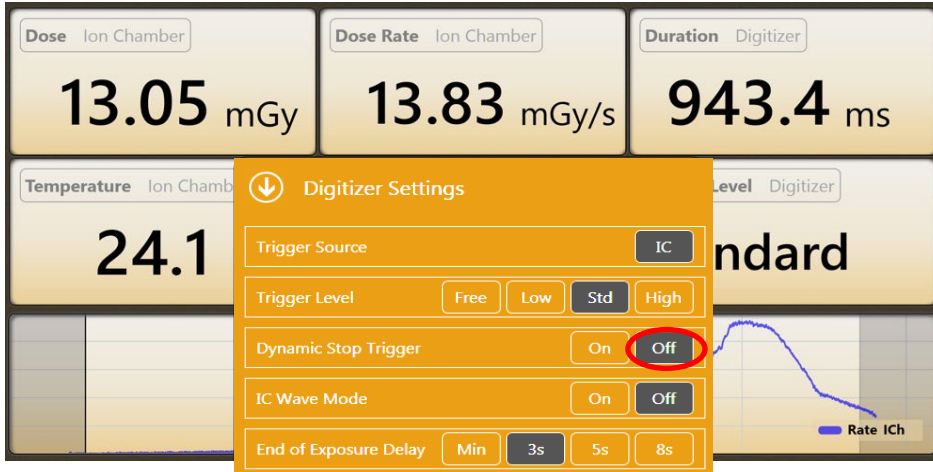 Dose Ion Chamber
Dose Rate Ion Chamber
Duration Digitizer
13.05 mGy
13.83 mGy/s
943.4 ms
Temperature Ion Chamb
Level Digitizer
24.1
ndard
Digitizer Settings
Trigger Source IC
Trigger Level Free Low Std High
Dynamic Stop Trigger On Off
IC Wave Mode On Off
End of Exposure Delay Min 3s 5s 8s
Rate ICh